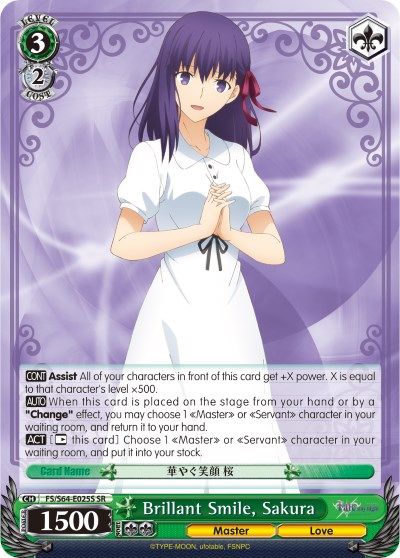 LEVEL
3
2
COST
CONT Assist All of your characters in front of this card get +X power. X is equal
to that character's level ×500.
AUTO When this card is placed on the stage from your hand or by a
"Change" effect, you may choose 1 «Master» or «Servant» character in your
waiting room, and return it to your hand.
ACT [ this card] Choose 1 «Master» or «Servant» character in your
waiting room, and put it into your stock.
Card Name
華やぐ笑顔 桜
CH FS/S64-E025S SR
POWER
1500
Brillant Smile, Sakura
Fate/stay night
Master
Love
©TYPE-MOON, ufotable, FSNPC